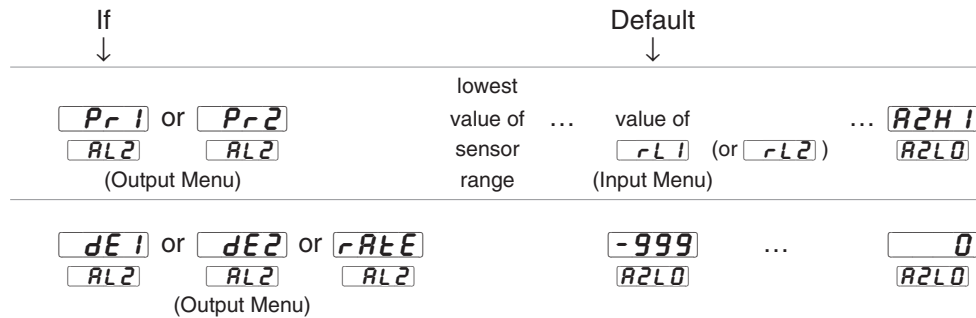 If Default
↓ ↓
lowest
Pr1 or Pr2 value of ... value of ... A2HI
AL2 AL2 sensor rL1 (or rL2) A2LO
(Output Menu) range (Input Menu)
dE1 or dE2 or rAtE -999 ... 0
AL2 AL2 AL2 A2LO A2LO
(Output Menu)